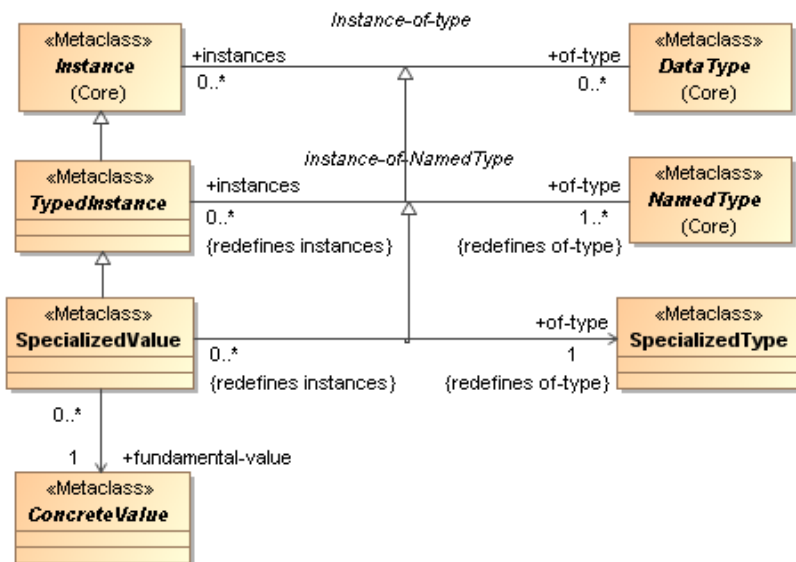 Instance-of-type
«Metaclass»
Instance
(Core)
+instances
0..*
+of-type
0..*
«Metaclass»
DataType
(Core)
instance-of-NamedType
«Metaclass»
TypedInstance
+instances
0..*
{redefines instances}
+of-type
1..*
{redefines of-type}
«Metaclass»
NamedType
(Core)
«Metaclass»
SpecializedValue
0..*
{redefines instances}
+of-type
1
{redefines of-type}
«Metaclass»
SpecializedType
0..*
1
+fundamental-value
«Metaclass»
ConcreteValue